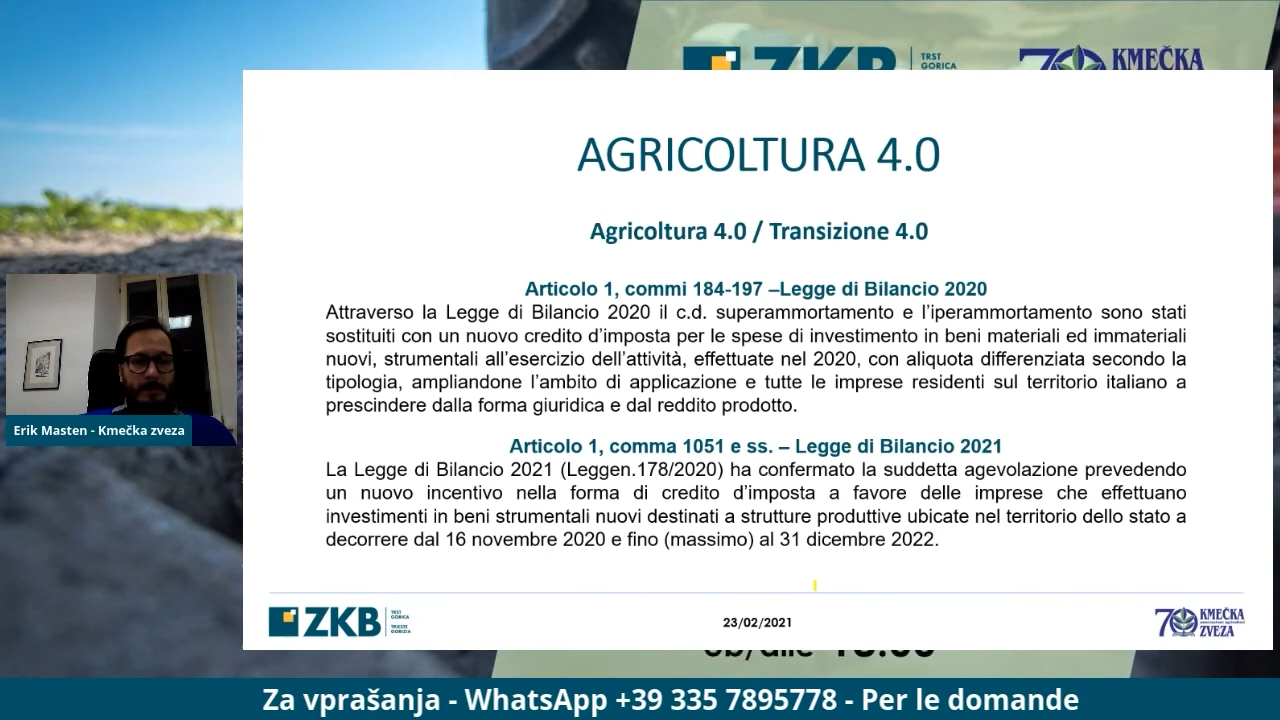 ZKB
TRST
GORICA
70 KMEČKA
AGRICOLTURA 4.0
Agricoltura 4.0 / Transizione 4.0
Articolo 1, commi 184-197 –Legge di Bilancio 2020
Attraverso la Legge di Bilancio 2020 il c.d. superammortamento e l’iperammortamento sono stati
sostituiti con un nuovo credito d’imposta per le spese di investimento in beni materiali ed immateriali
nuovi, strumentali all’esercizio dell’attività, effettuate nel 2020, con aliquota differenziata secondo la
tipologia, ampliandone l’ambito di applicazione e tutte le imprese residenti sul territorio italiano a
prescindere dalla forma giuridica e dal reddito prodotto.
Articolo 1, comma 1051 e ss. – Legge di Bilancio 2021
La Legge di Bilancio 2021 (Leggen.178/2020) ha confermato la suddetta agevolazione prevedendo
un nuovo incentivo nella forma di credito d’imposta a favore delle imprese che effettuano
investimenti in beni strumentali nuovi destinati a strutture produttive ubicate nel territorio dello stato a
decorrere dal 16 novembre 2020 e fino (massimo) al 31 dicembre 2022.
Erik Masten - Kmečka zveza
ZKB
TRST
GORICA
TRIESTE
GORIZIA
23/02/2021
70 KMEČKA
ZVEZA
ob/alle
Za vprašanja - WhatsApp +39 335 7895778 - Per le domande